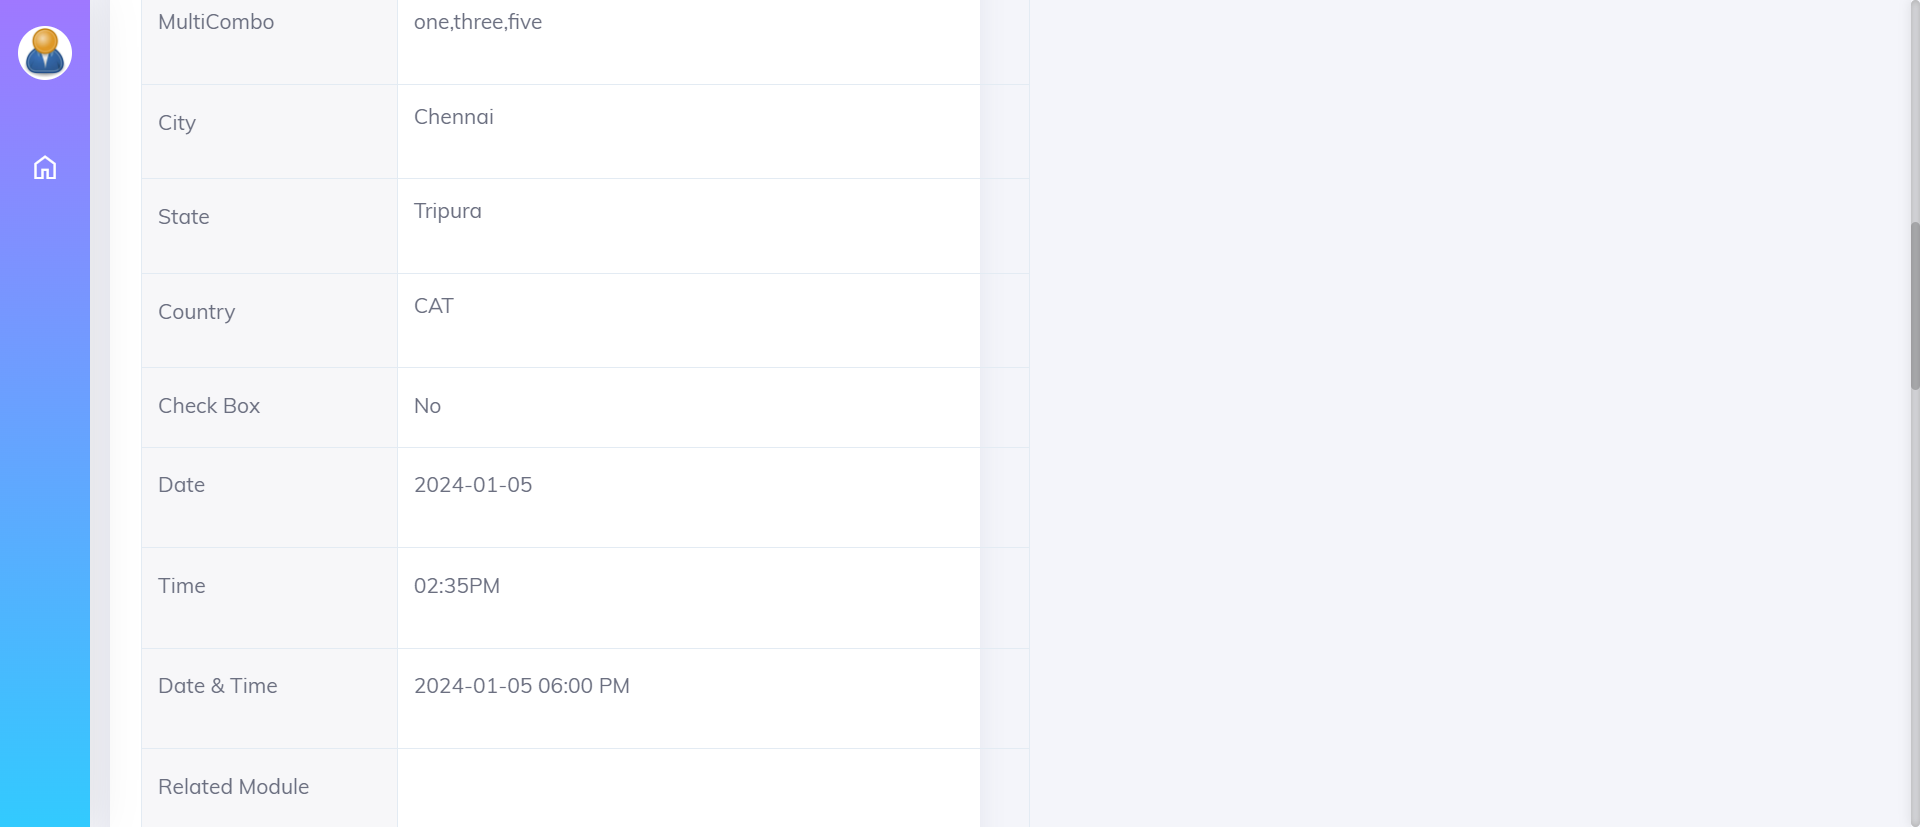 MultiCombo one,three,five
City Chennai
State Tripura
Country CAT
Check Box No
Date 2024-01-05
Time 02:35PM
Date & Time 2024-01-05 06:00 PM
Related Module